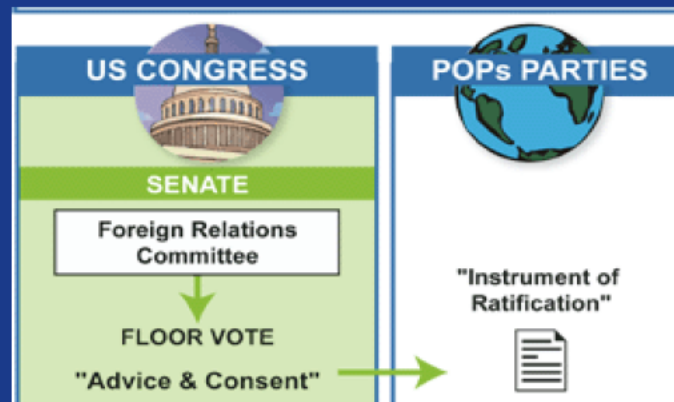 US CONGRESS
SENATE
Foreign Relations
Committee
FLOOR VOTE
"Advice & Consent"
POPs PARTIES
"Instrument of
Ratification"